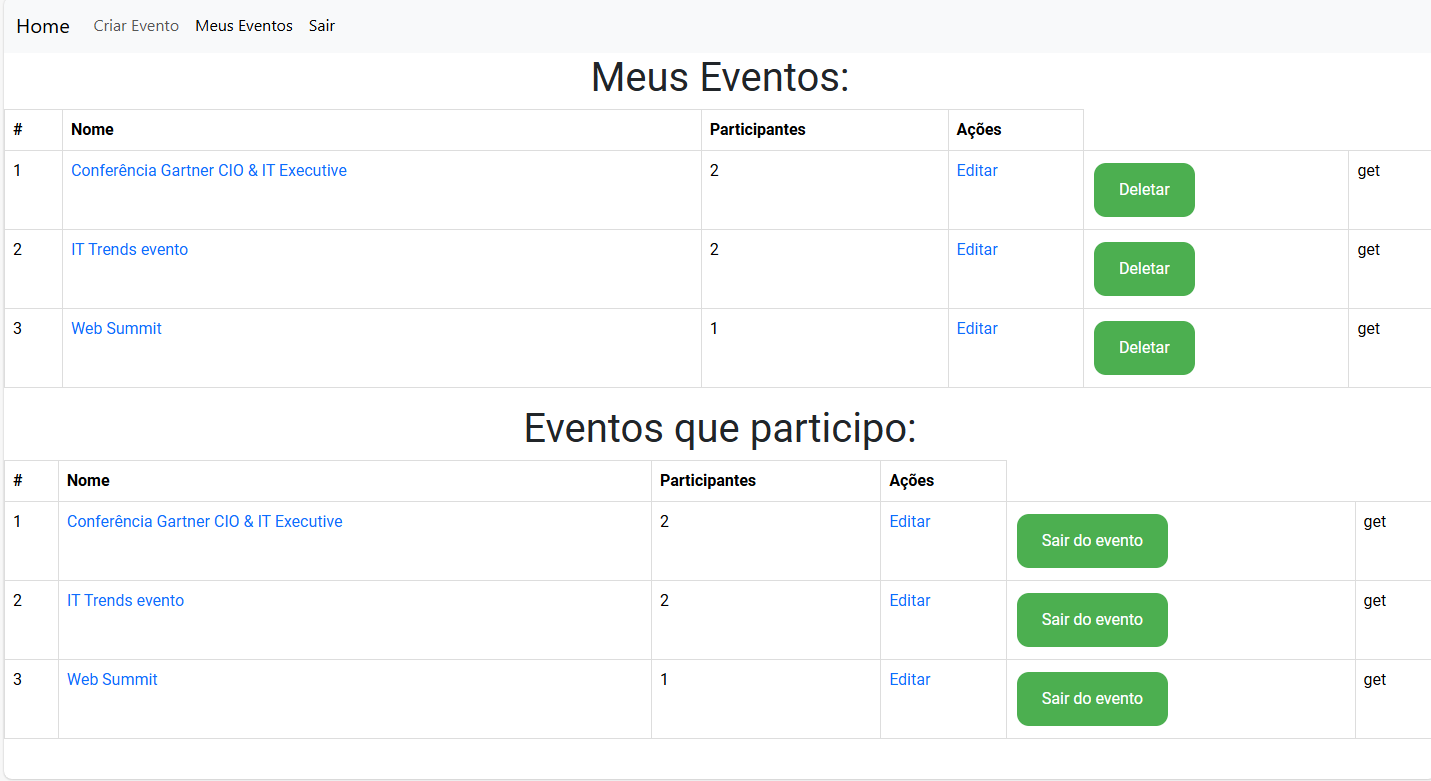 Home Criar Evento Meus Eventos Sair
Meus Eventos:
# Nome Participantes Ações
1 Conferência Gartner CIO & IT Executive 2 Editar Deletar get
2 IT Trends evento 2 Editar Deletar get
3 Web Summit 1 Editar Deletar get
Eventos que participo:
# Nome Participantes Ações
1 Conferência Gartner CIO & IT Executive 2 Editar Sair do evento get
2 IT Trends evento 2 Editar Sair do evento get
3 Web Summit 1 Editar Sair do evento get